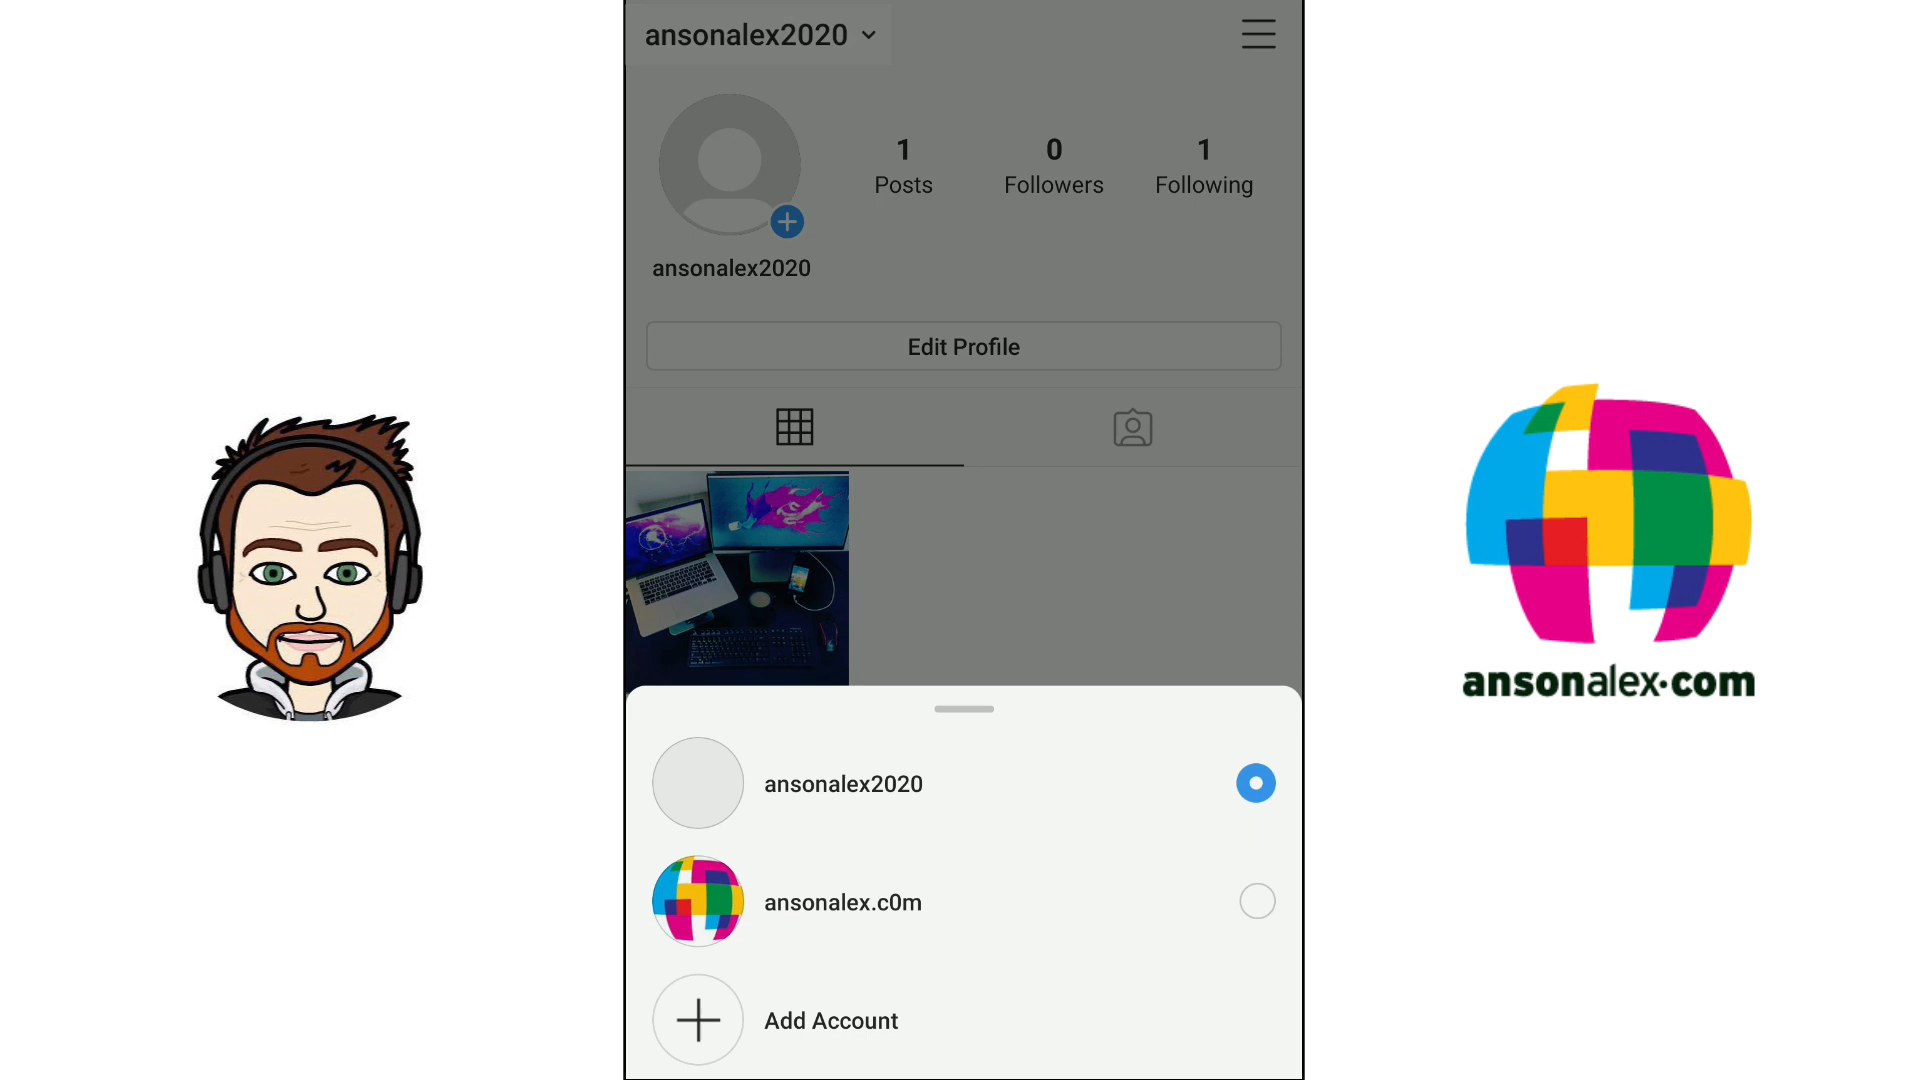 ansonalex2020
1 0 1
Posts Followers Following
ansonalex2020
Edit Profile
ansonalex2020
ansonalex.c0m
Add Account
ansonalex.com